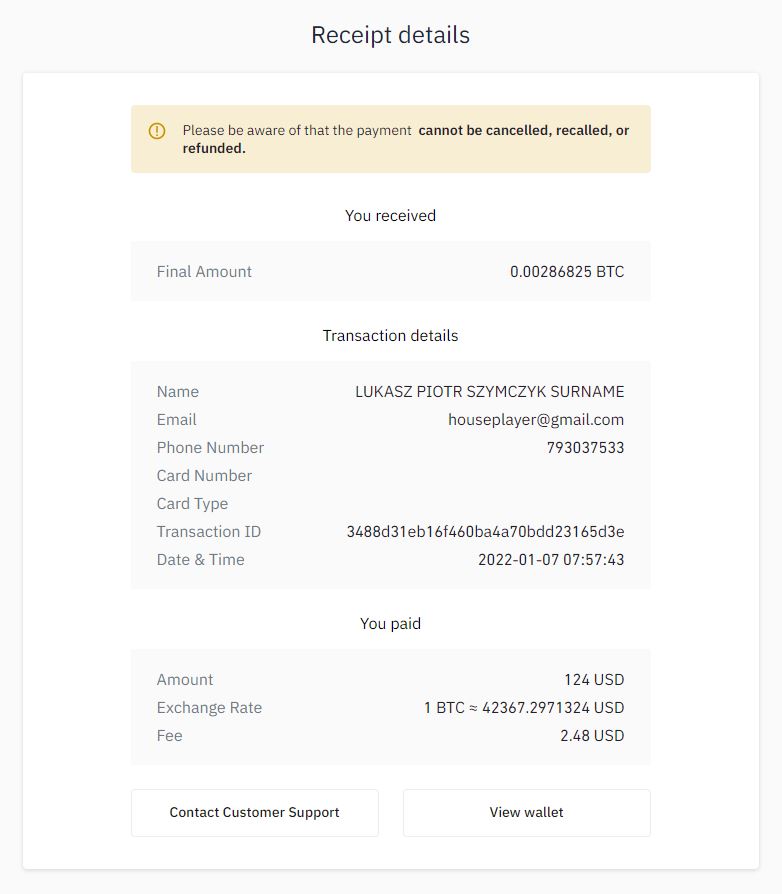 Receipt details
Please be aware of that the payment cannot be cancelled, recalled, or
refunded.
You received
Final Amount 0.00286825 BTC
Transaction details
Name LUKASZ PIOTR SZYMCZYK SURNAME
Email houseplayer@gmail.com
Phone Number 793037533
Card Number
Card Type
Transaction ID 3488d31eb16f460ba4a70bdd23165d3e
Date & Time 2022-01-07 07:57:43
You paid
Amount 124 USD
Exchange Rate 1 BTC ≈ 42367.2971324 USD
Fee 2.48 USD
Contact Customer Support View wallet